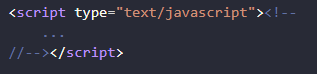 <script type="text/javascript"><!--
...
//--></script>